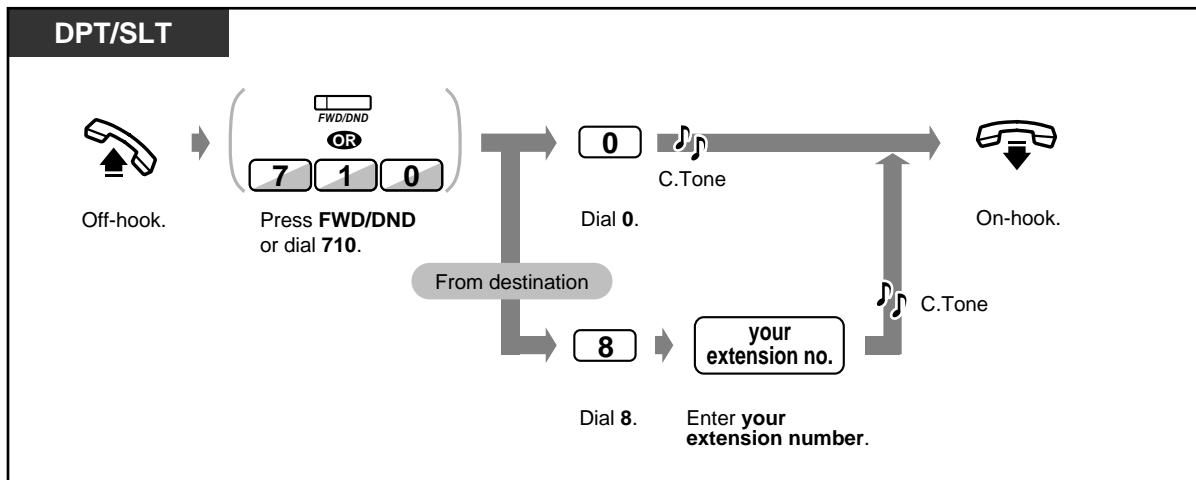 DPT/SLT
FWD/DND
OR
7 1 0
0
C.Tone
Off-hook.
Press FWD/DND
or dial 710.
Dial 0.
On-hook.
From destination
C.Tone
8
your
extension no.
Dial 8.
Enter your
extension number.